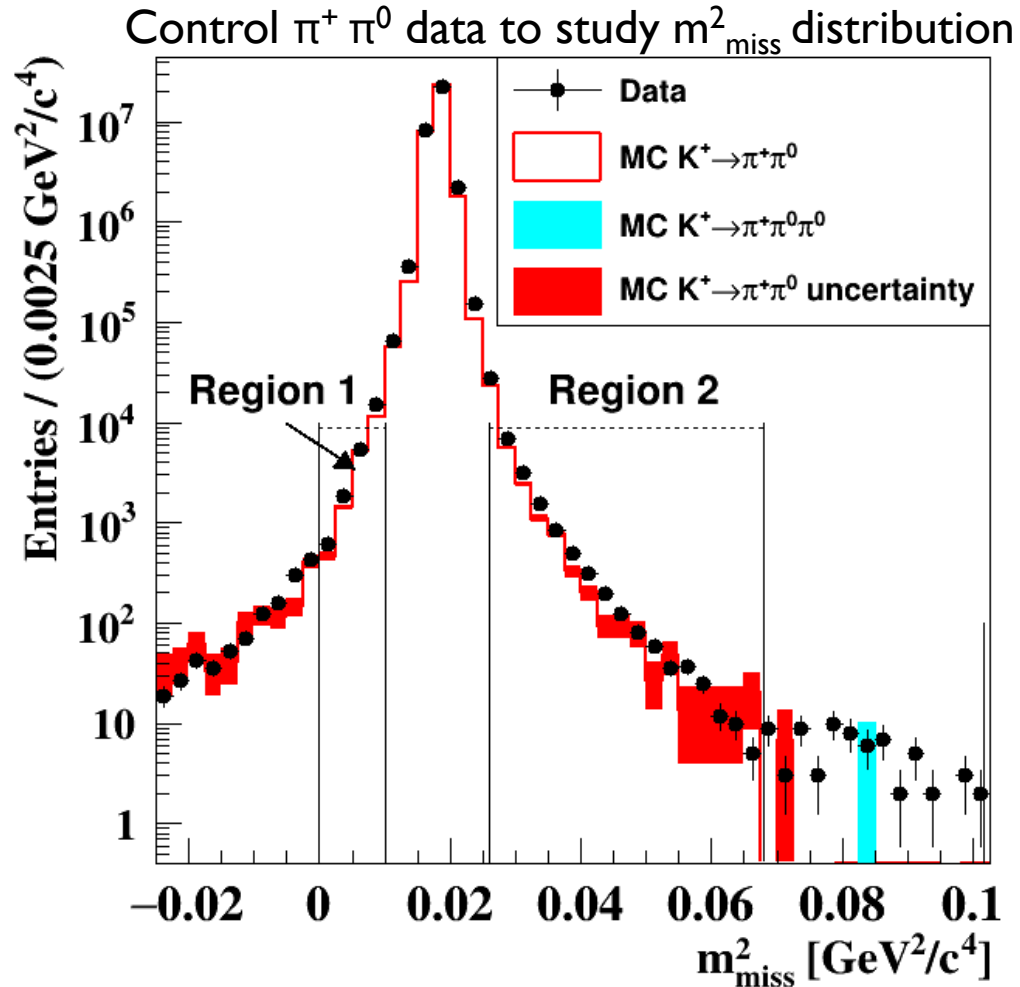 Control π⁺ π⁰ data to study m²miss distribution
Entries / (0.0025 GeV²/c⁴)
10⁷
10⁶
10⁵
10⁴
10³
10²
10
1
Data
MC K⁺→π⁺π⁰
MC K⁺→π⁺π⁰π⁰
MC K⁺→π⁺π⁰ uncertainty
Region 1
Region 2
−0.02 0 0.02 0.04 0.06 0.08 0.1
m²miss [GeV²/c⁴]